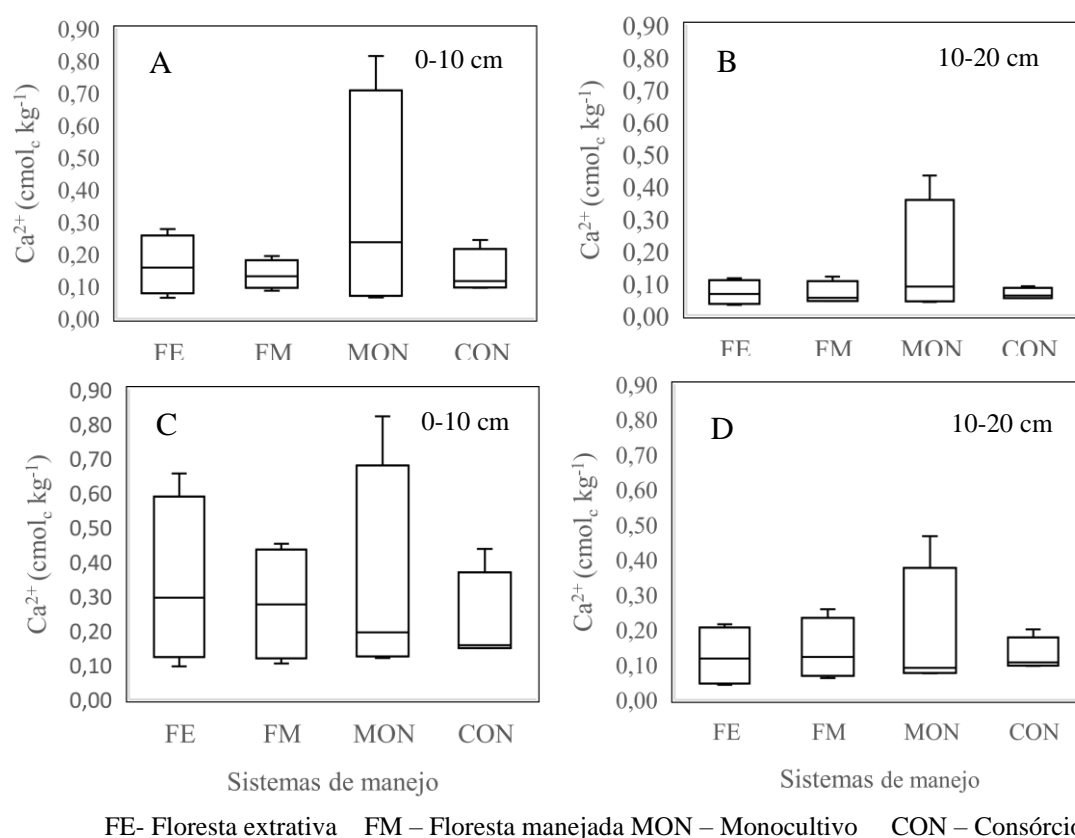 A 0-10 cm
Ca²⁺ (cmol_c kg⁻¹)
0,90
0,80
0,70
0,60
0,50
0,40
0,30
0,20
0,10
0,00
FE FM MON CON
B 10-20 cm
Ca²⁺ (cmol_c kg⁻¹)
0,90
0,80
0,70
0,60
0,50
0,40
0,30
0,20
0,10
0,00
FE FM MON CON
C 0-10 cm
Ca²⁺ (cmol_c kg⁻¹)
0,90
0,80
0,70
0,60
0,50
0,40
0,30
0,20
0,10
0,00
FE FM MON CON
Sistemas de manejo
D 10-20 cm
Ca²⁺ (cmol_c kg⁻¹)
0,90
0,80
0,70
0,60
0,50
0,40
0,30
0,20
0,10
0,00
FE FM MON CON
Sistemas de manejo
FE- Floresta extrativa FM – Floresta manejada MON – Monocultivo CON – Consórcio